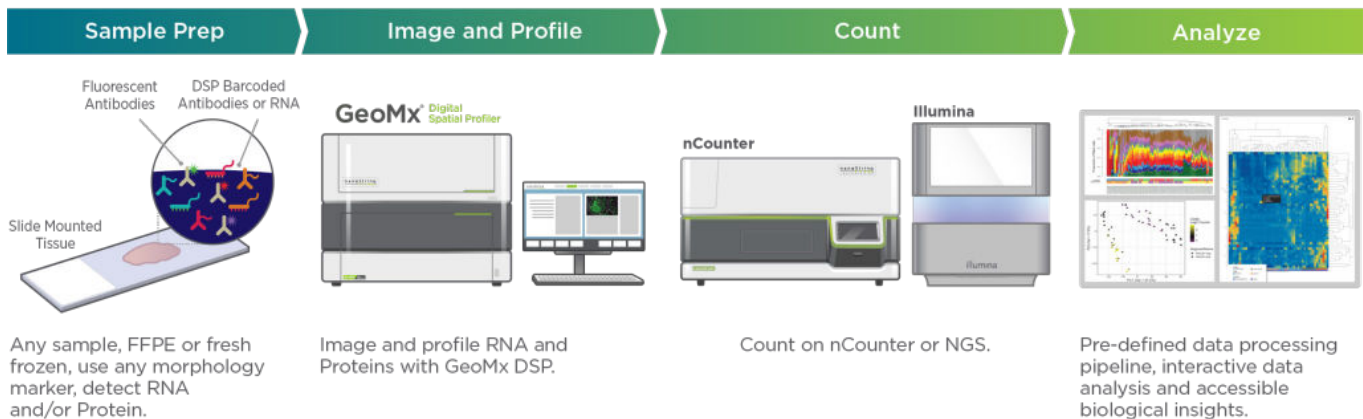 Sample Prep
Image and Profile
Count
Analyze
Fluorescent
Antibodies
DSP Barcoded
Antibodies or RNA
Slide Mounted
Tissue
GeoMx® Digital
Spatial Profiler
nanoString
nCounter
nanoString
Illumina
illumina
Any sample, FFPE or fresh
frozen, use any morphology
marker, detect RNA
and/or Protein.
Image and profile RNA and
Proteins with GeoMx DSP.
Count on nCounter or NGS.
Pre-defined data processing
pipeline, interactive data
analysis and accessible
biological insights.